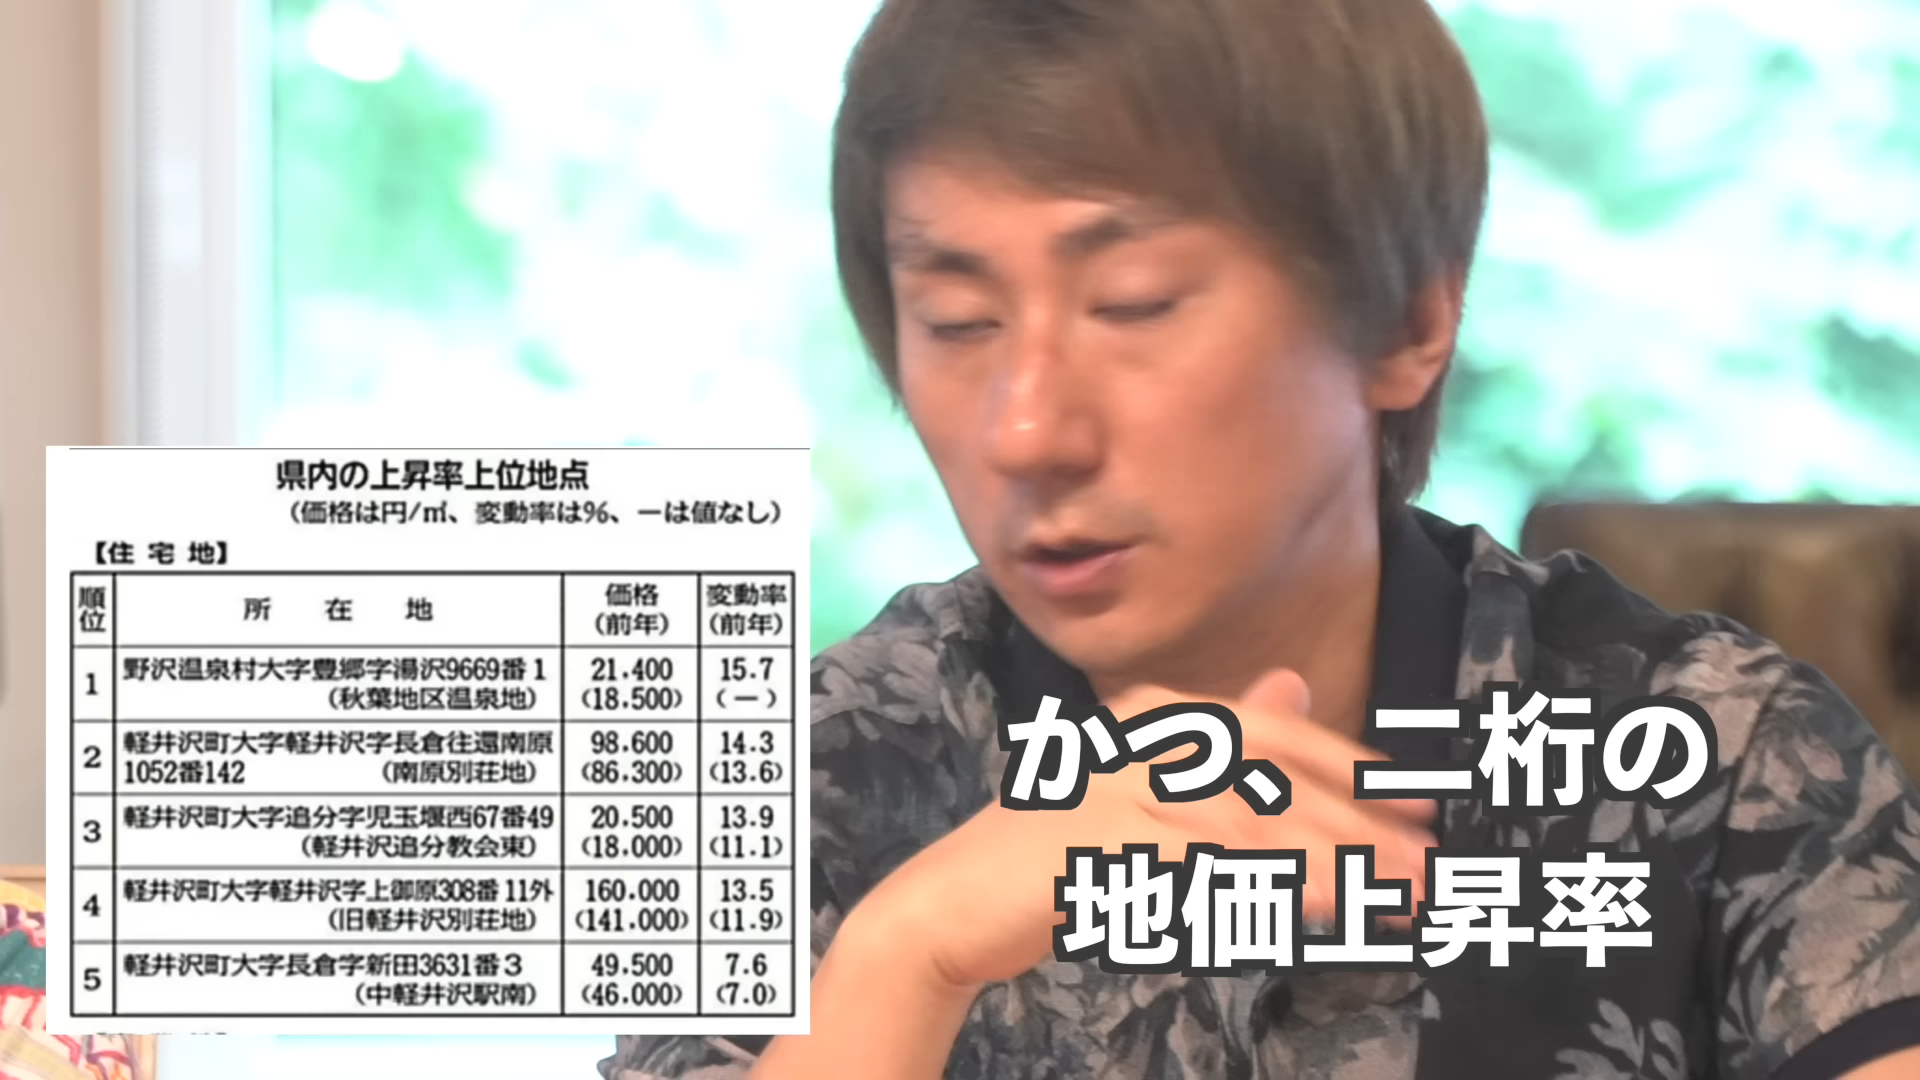 県内の上昇率上位地点
（価格は円/㎡、変動率は%、－は値なし）
【住宅地】
順位 所在地 価格（前年） 変動率（前年）
1 野沢温泉村大字豊郷字湯沢9669番1 21,400 15.7
（秋葉地区温泉地） （18,500） （－）
2 軽井沢町大字軽井沢字長倉往還南原 98,600 14.3
1052番142 （南原別荘地） （86,300） （13.6）
3 軽井沢町大字追分字児玉堰西67番49 20,500 13.9
（軽井沢追分教会東） （18,000） （11.1）
4 軽井沢町大字軽井沢字上御原308番11外 160,000 13.5
（旧軽井沢別荘地） （141,000） （11.9）
5 軽井沢町大字長倉字新田3631番3 49,500 7.6
（中軽井沢駅南） （46,000） （7.0）
かつ、二桁の
地価上昇率